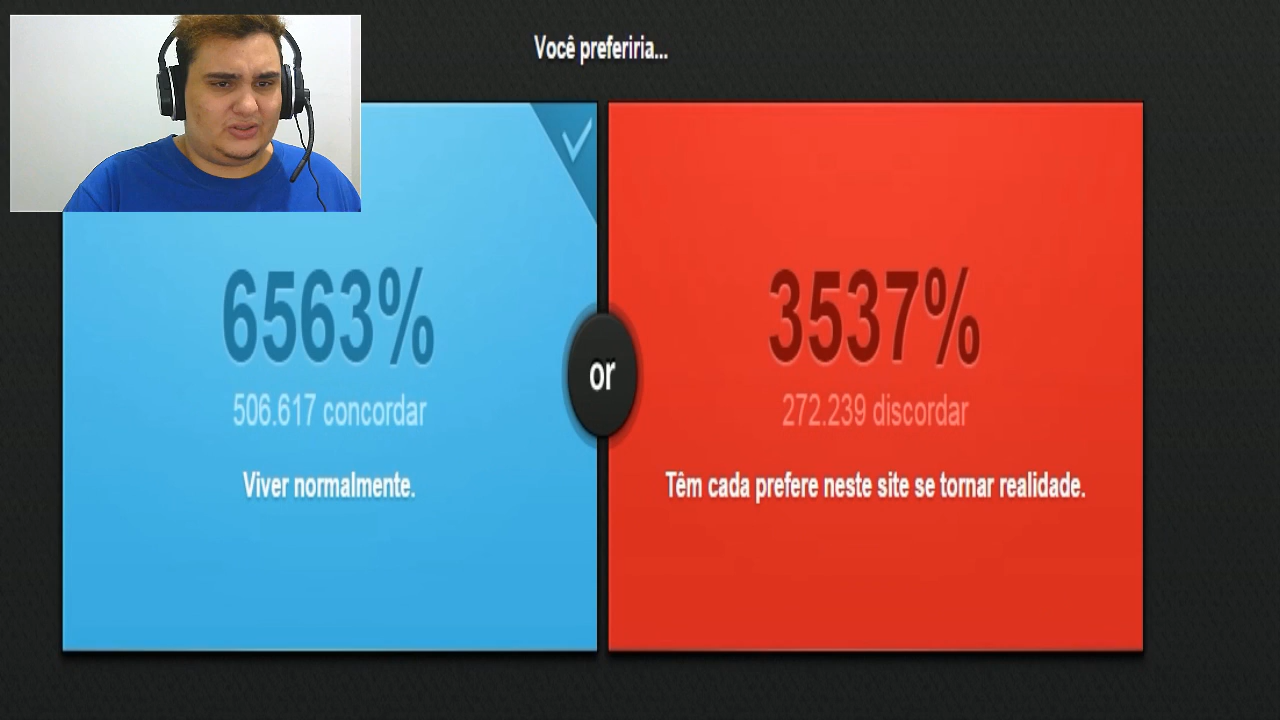 Você preferiria...
6563%
506.617 concordar
Viver normalmente.
or
3537%
272.239 discordar
Têm cada prefere neste site se tornar realidade.